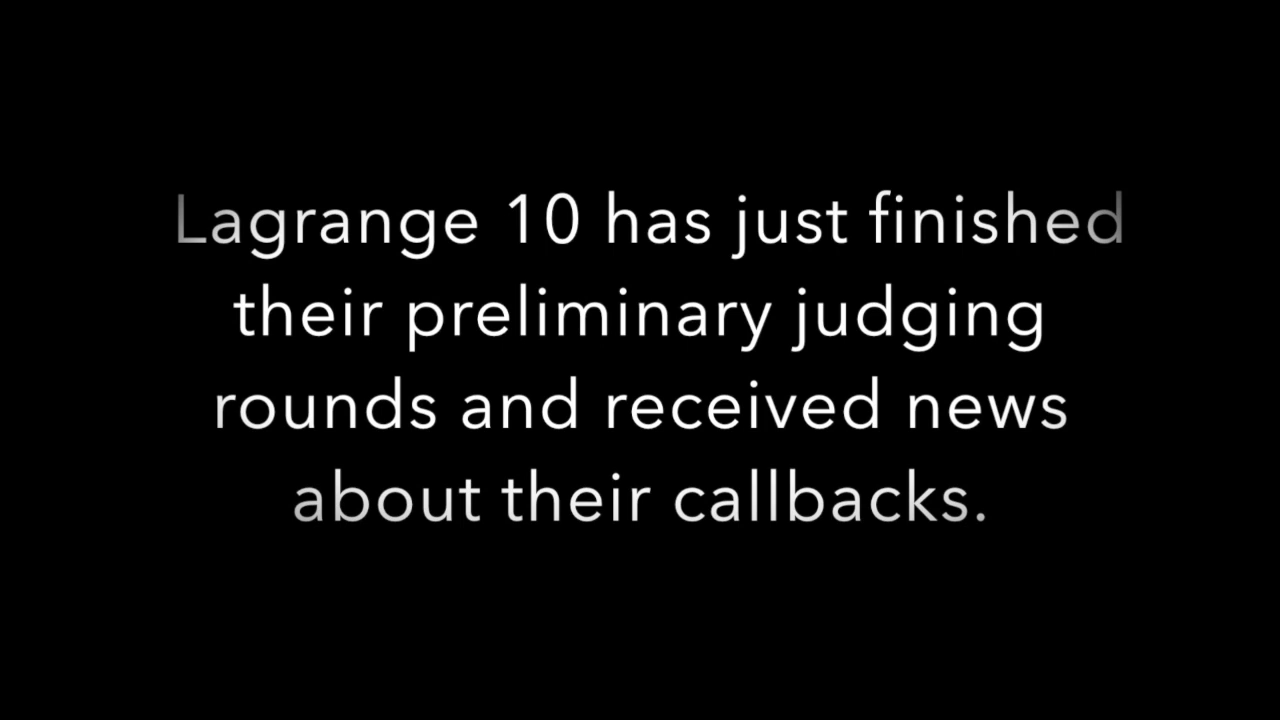 Lagrange 10 has just finished
their preliminary judging
rounds and received news
about their callbacks.